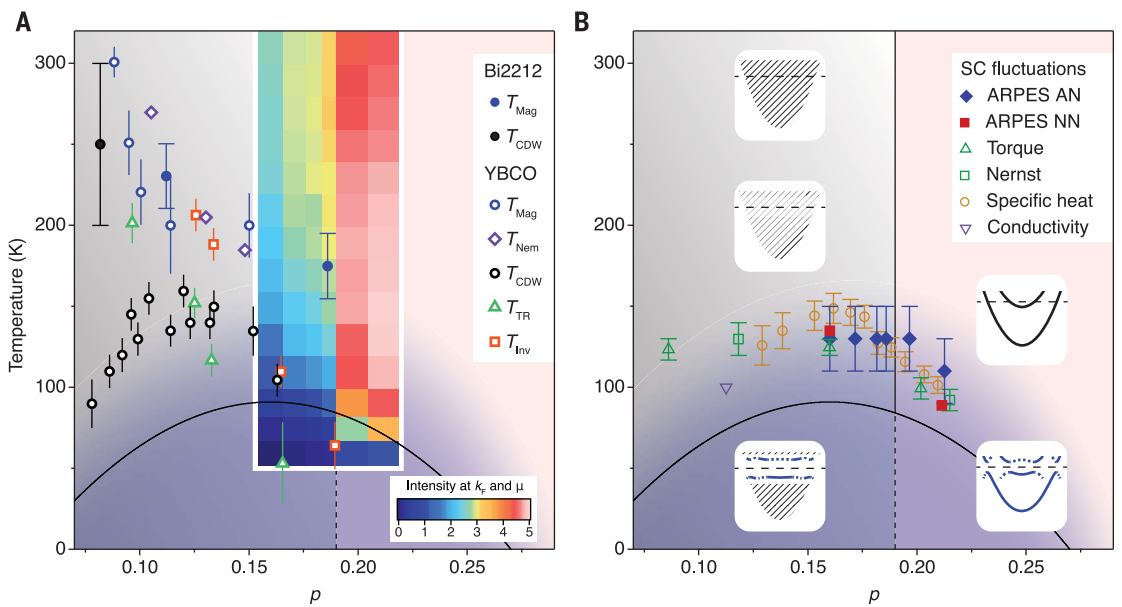 A
B
Temperature (K)
300
200
100
0
0.10
0.15
0.20
0.25
p
Bi2212
TMag
TCDW
YBCO
TMag
TNem
TCDW
TTR
TInv
Intensity at kF and μ
0 1 2 3 4 5
300
200
100
0
0.10
0.15
0.20
0.25
p
SC fluctuations
ARPES AN
ARPES NN
Torque
Nernst
Specific heat
Conductivity